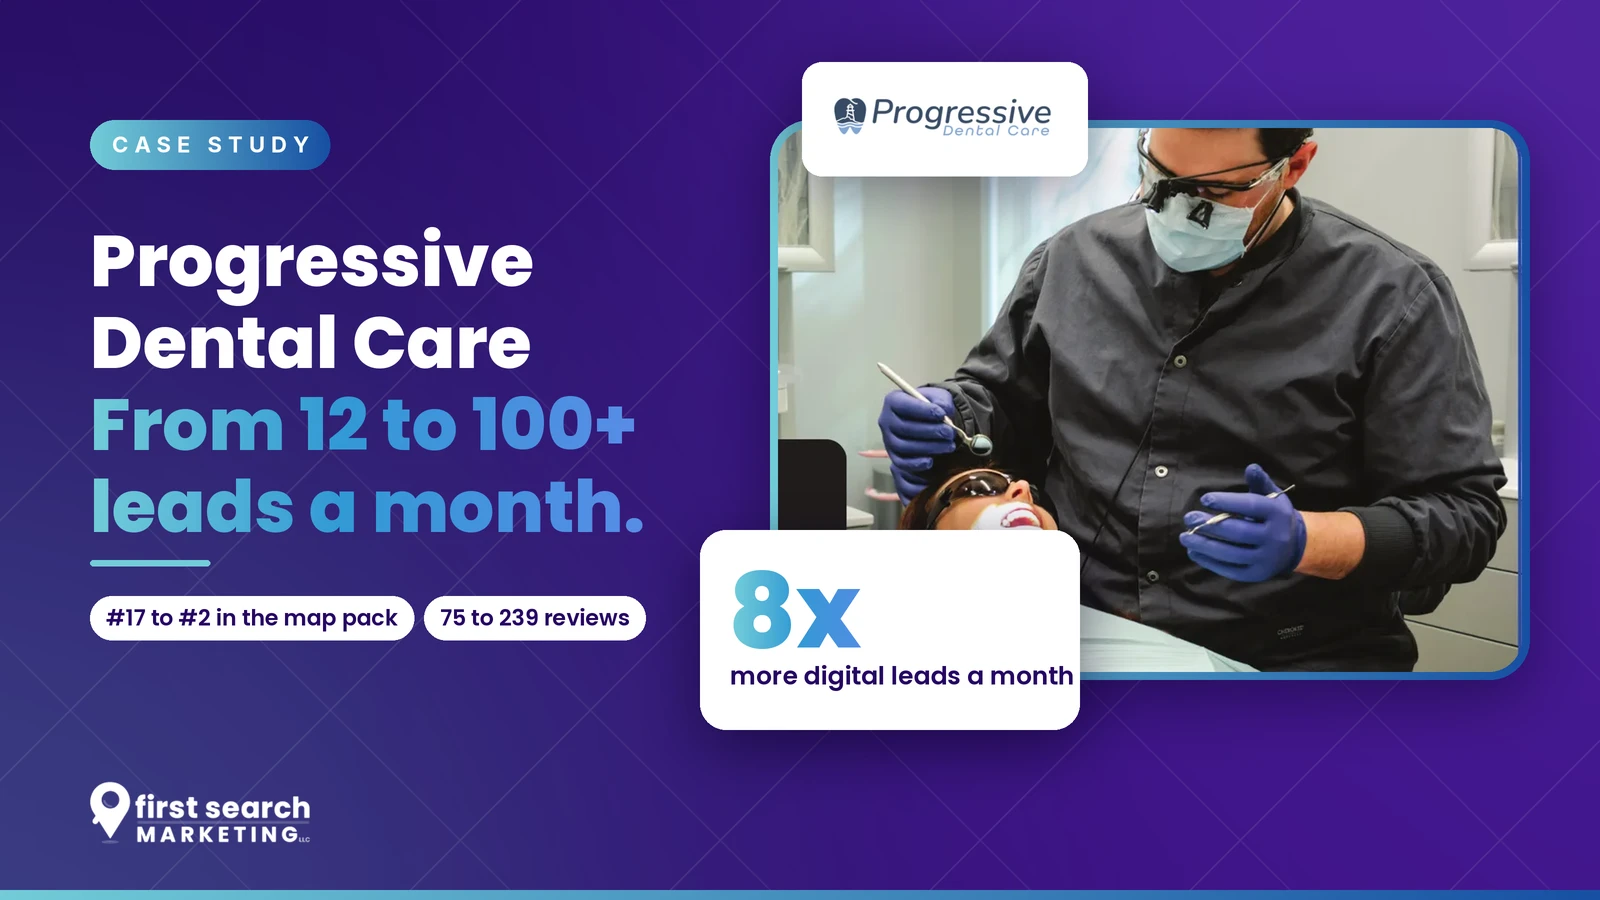 CASE STUDY
Progressive
Dental Care
From 12 to 100+
leads a month.
#17 to #2 in the map pack
75 to 239 reviews
Progressive
Dental Care
8x
more digital leads a month
first search
MARKETING LLC